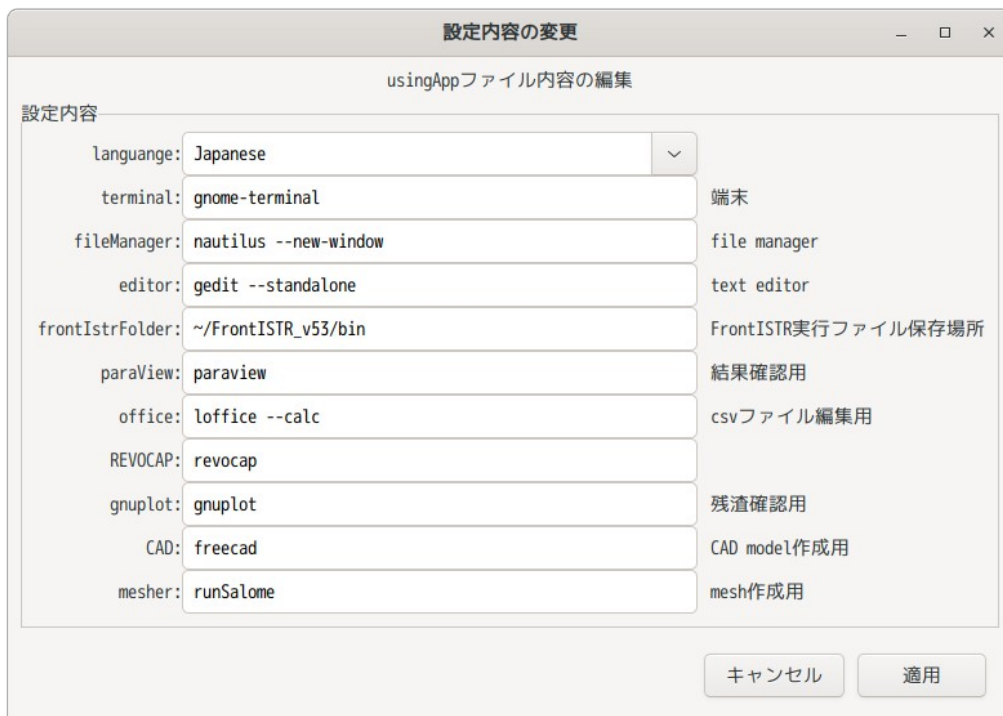 設定内容の変更
usingAppファイル内容の編集
設定内容
languange: Japanese
terminal: gnome-terminal 端末
fileManager: nautilus --new-window file manager
editor: gedit --standalone text editor
frontIstrFolder: ~/FrontISTR_v53/bin FrontISTR実行ファイル保存場所
paraView: paraview 結果確認用
office: loffice --calc csvファイル編集用
REVOCAP: revocap
gnuplot: gnuplot 残渣確認用
CAD: freecad CAD model作成用
mesher: runSalome mesh作成用
キャンセル 適用